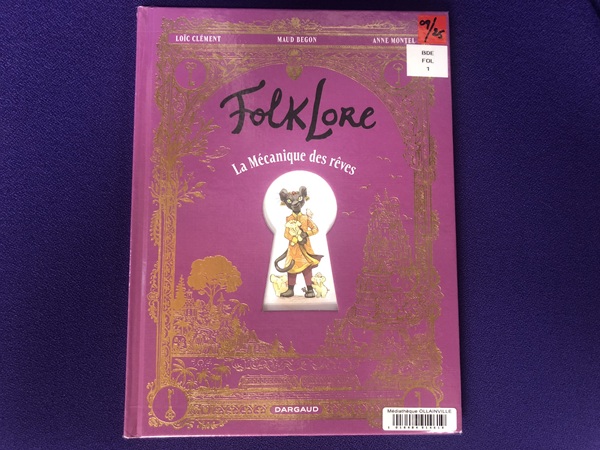 LOÏC CLÉMENT MAUD BEGON ANNE MONTEL
09/25
BDE
FOL
1
FolkLore
La Mécanique des rêves
DARGAUD
Médiathèque OLLAINVILLE